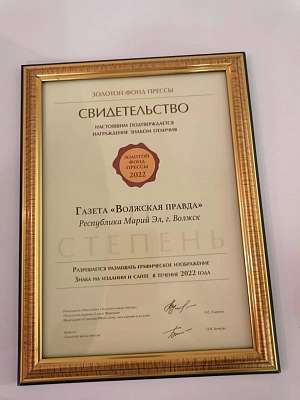 ЗОЛОТОЙ ФОНД ПРЕССЫ
СВИДЕТЕЛЬСТВО
НАСТОЯЩИМ ПОДТВЕРЖДАЕТСЯ
НАГРАЖДЕНИЕ ЗНАКОМ ОТЛИЧИЯ
ЗОЛОТОЙ
ФОНД
ПРЕССЫ
2022
ГАЗЕТА «ВОЛЖСКАЯ ПРАВДА»
Республика Марий Эл, г. Волжск
СТЕПЕНЬ
РАЗРЕШАЕТСЯ РАЗМЕЩАТЬ ГРАФИЧЕСКОЕ ИЗОБРАЖЕНИЕ
ЗНАКА НА ИЗДАНИИ И САЙТЕ В ТЕЧЕНИЕ 2022 ГОДА